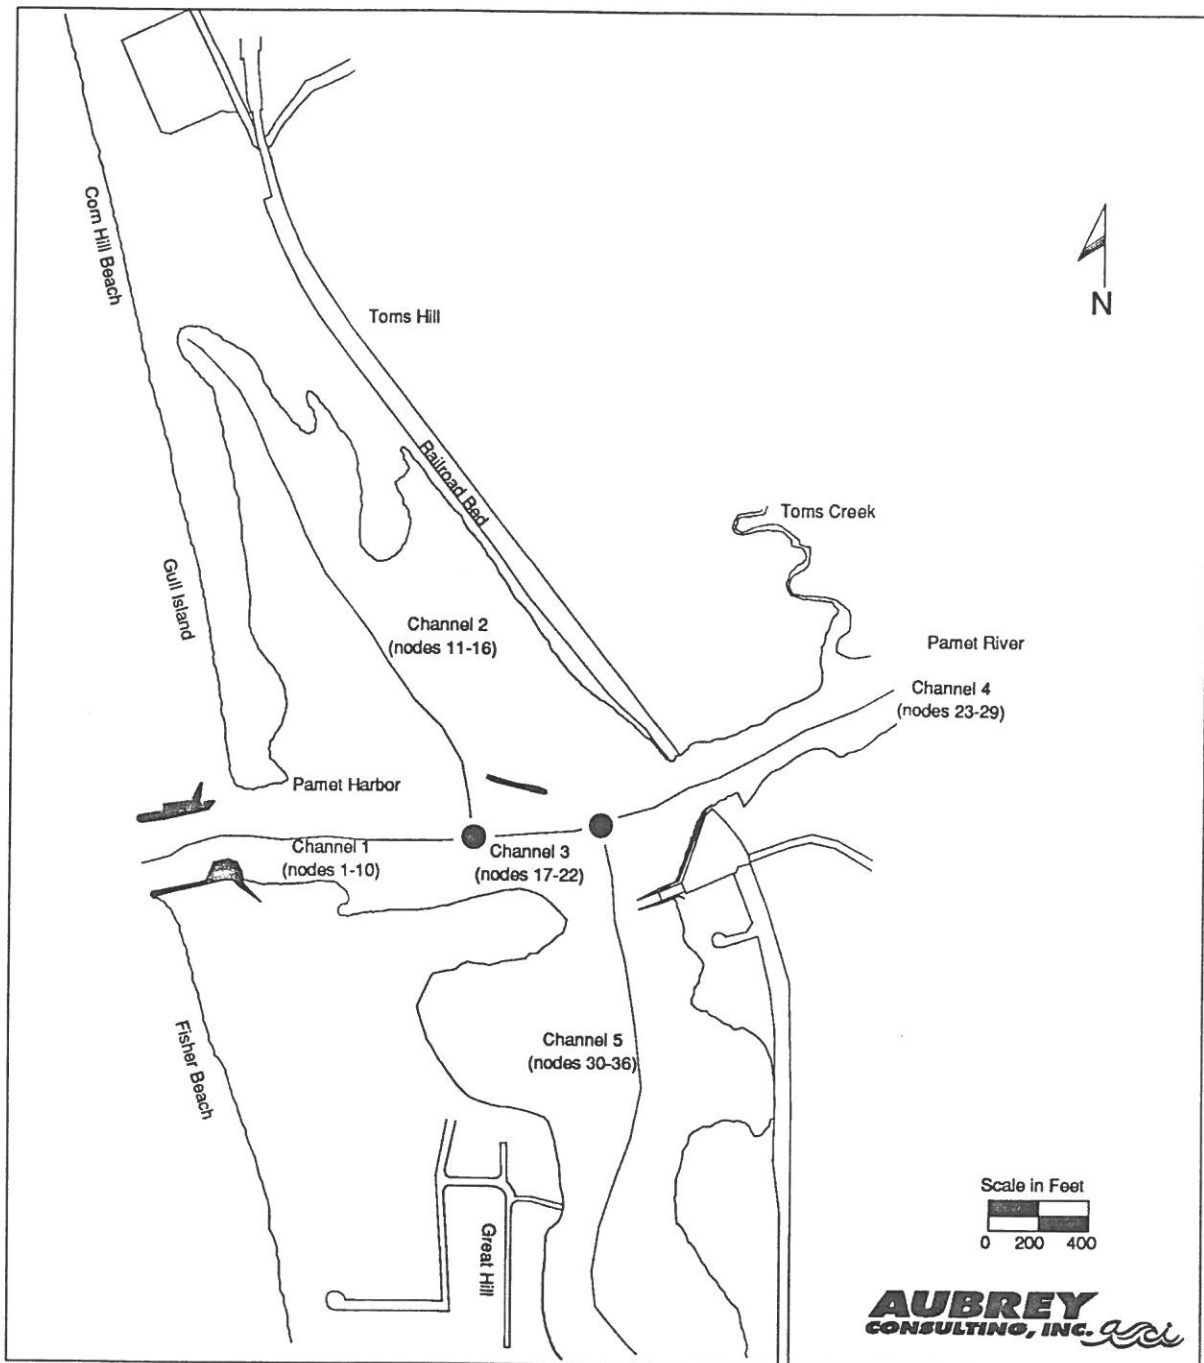 Corn Hill Beach
N
Toms Hill
Railroad Bed
Toms Creek
Gull Island
Channel 2
(nodes 11-16)
Pamet River
Channel 4
(nodes 23-29)
Pamet Harbor
Channel 1
(nodes 1-10)
Channel 3
(nodes 17-22)
Fisher Beach
Channel 5
(nodes 30-36)
Great Hill
Scale in Feet
0 200 400
AUBREY
CONSULTING, INC. aci